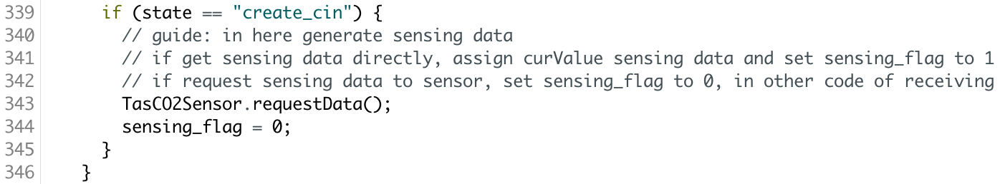 339 if (state == "create_cin") {
340 // guide: in here generate sensing data
341 // if get sensing data directly, assign curValue sensing data and set sensing_flag to 1
342 // if request sensing data to sensor, set sensing_flag to 0, in other code of receiving
343 TasCO2Sensor.requestData();
344 sensing_flag = 0;
345 }
346 }